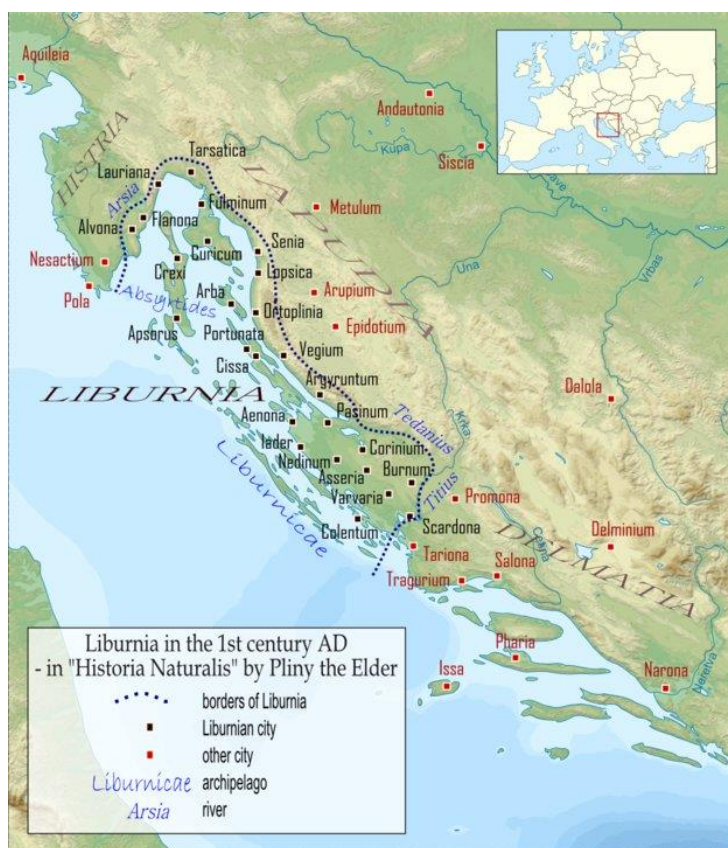 Aquileia
Andautonia
Kupa
Siscia
Save
HISTRIA
Tarsatica
Lauriana
IAPUDIA
Arsia
Fulminum
Metulum
Flanona
Alvona
Curicum
Senia
Una
Vrbas
Nesactium
Crexi
Lopsica
Pola
Absyrtides
Arba
Arupium
Ortoplinia
Apsorus
Portunata
Epidotium
Cissa
Vegium
LIBURNIA
Argyruntum
Dalola
Aenona
Pasinum
Tedanius
Krka
Iader
Corinium
Nedinum
Burnum
Asseria
Liburnicae
Varvaria
Titius
Promona
Colentum
Scardona
DELMATIA
Delminium
Tariona
Cetina
Salona
Tragurium
Pharia
Issa
Narona
Neretva
Liburnia in the 1st century AD
- in "Historia Naturalis" by Pliny the Elder
borders of Liburnia
Liburnian city
other city
Liburnicae archipelago
Arsia river